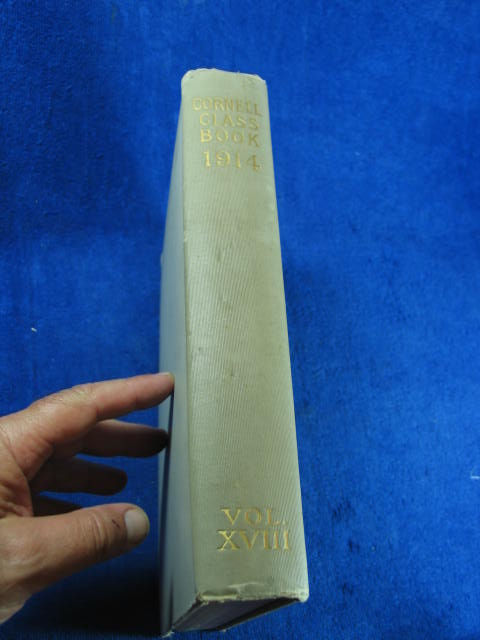 CORNELL
CLASS
BOOK
1914
VOL.
XVIII